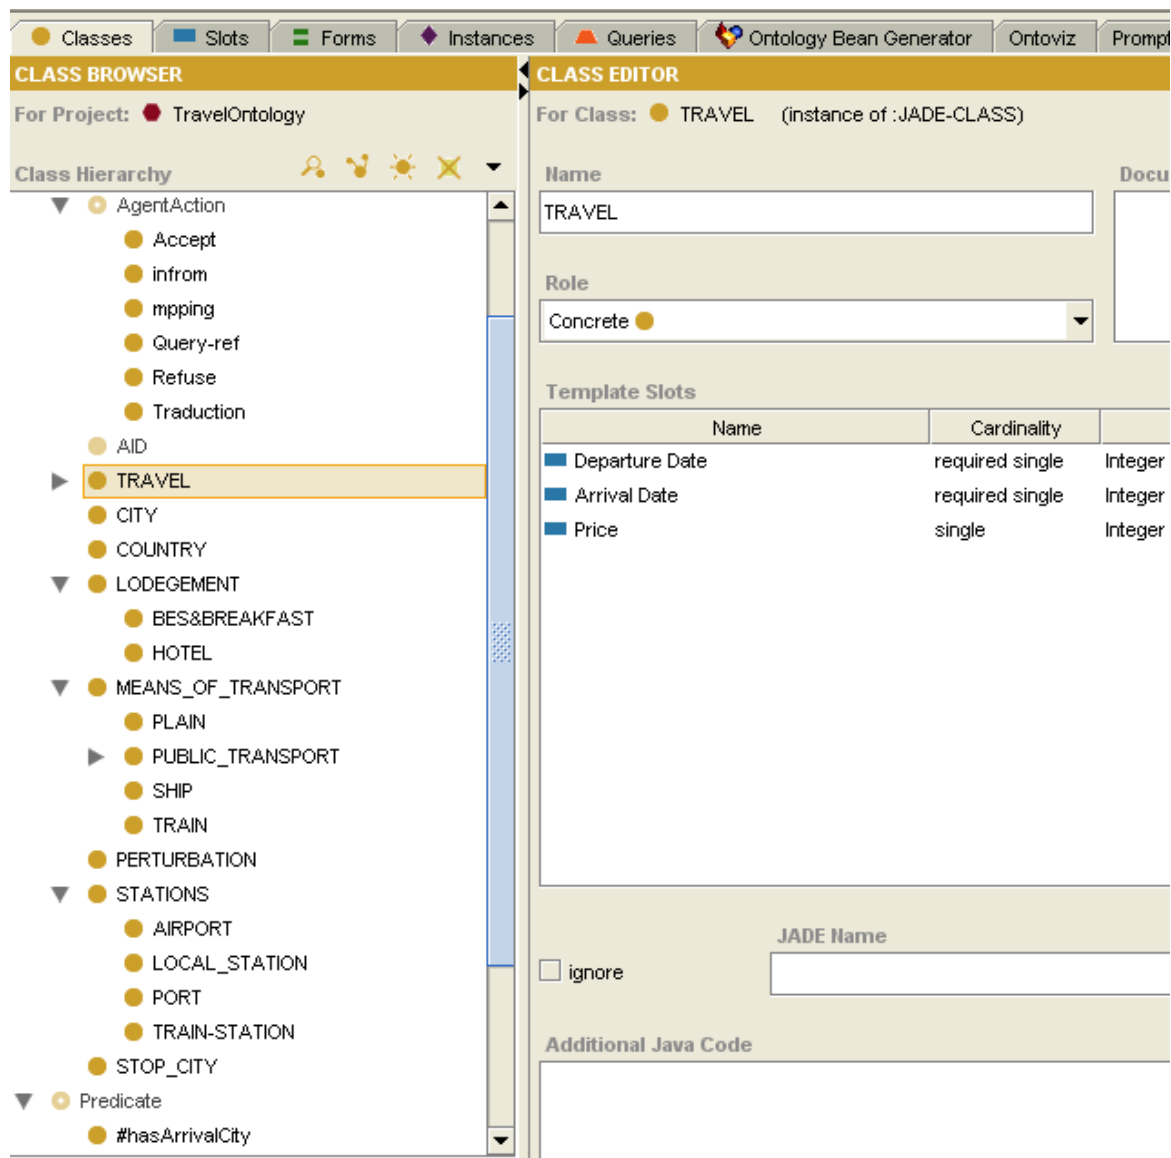 Classes Slots Forms Instances Queries Ontology Bean Generator Ontoviz Prompt
CLASS BROWSER
For Project: TravelOntology
Class Hierarchy
AgentAction
Accept
infrom
mpping
Query-ref
Refuse
Traduction
AID
TRAVEL
CITY
COUNTRY
LODEGEMENT
BES&BREAKFAST
HOTEL
MEANS_OF_TRANSPORT
PLAIN
PUBLIC_TRANSPORT
SHIP
TRAIN
PERTURBATION
STATIONS
AIRPORT
LOCAL_STATION
PORT
TRAIN-STATION
STOP_CITY
Predicate
#hasArrivalCity
CLASS EDITOR
For Class: TRAVEL (instance of :JADE-CLASS)
Name Docu
TRAVEL
Role
Concrete
Template Slots
Name Cardinality
Departure Date required single Integer
Arrival Date required single Integer
Price single Integer
JADE Name
ignore
Additional Java Code